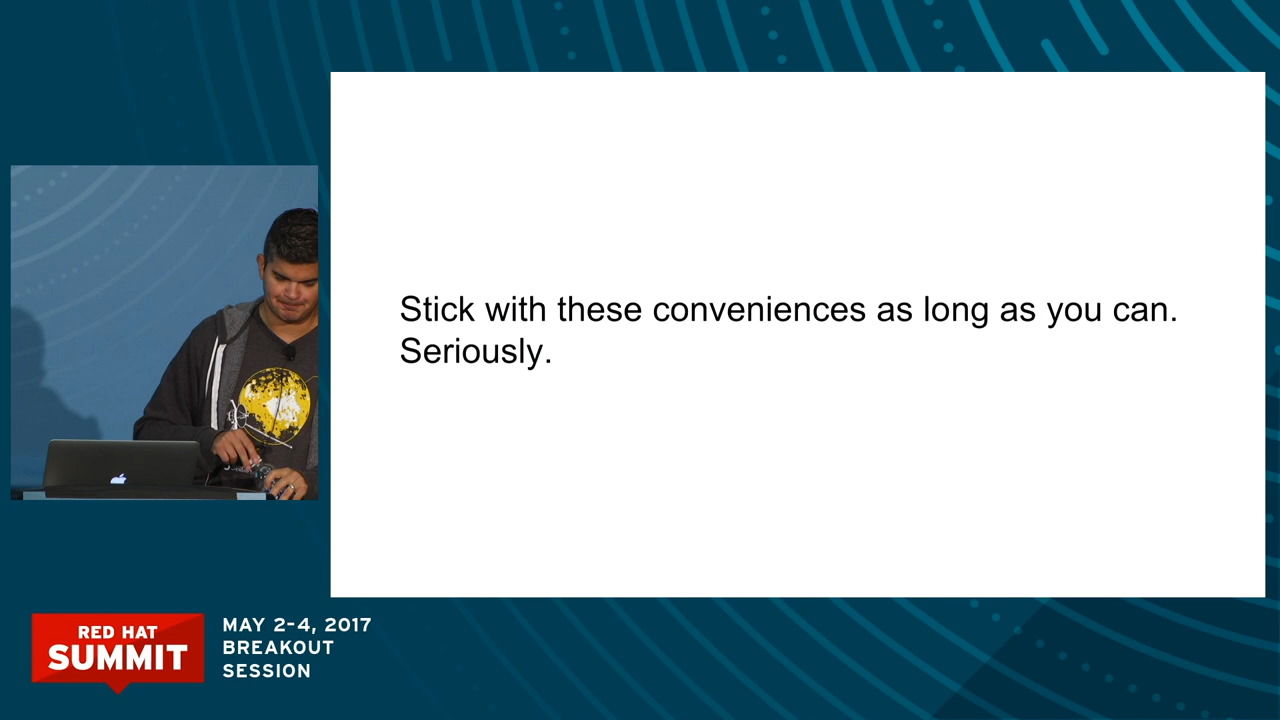 Stick with these conveniences as long as you can.
Seriously.
RED HAT
SUMMIT
MAY 2-4, 2017
BREAKOUT
SESSION